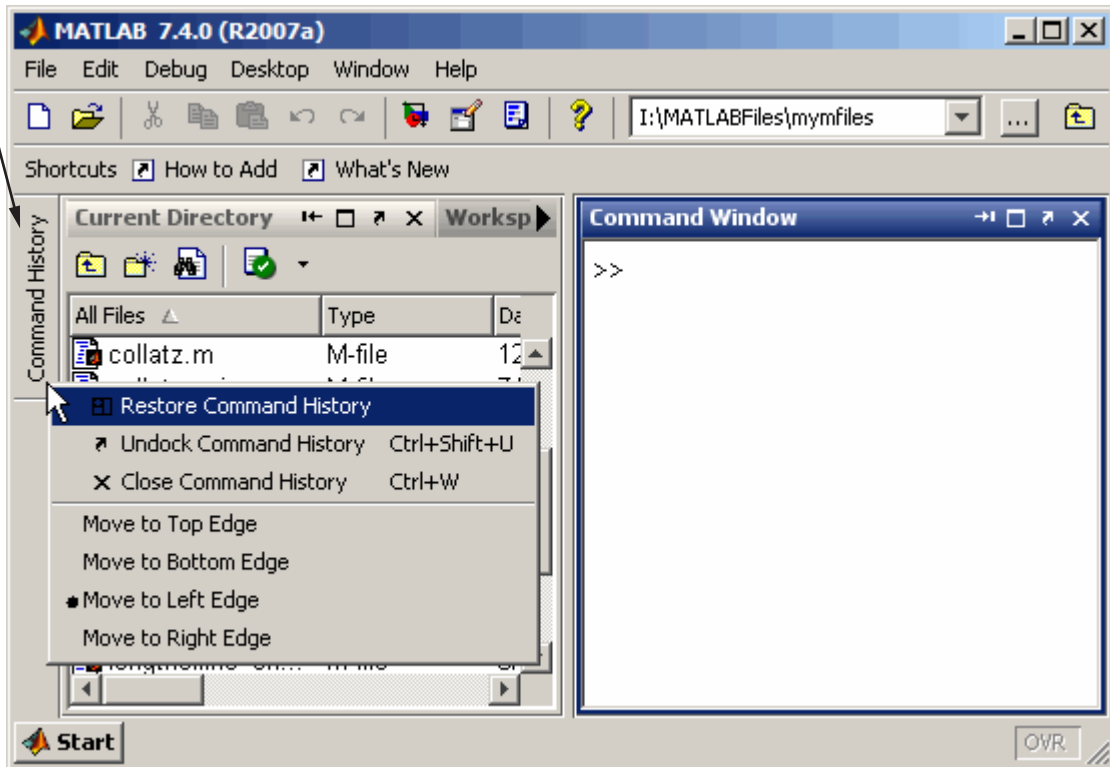 MATLAB 7.4.0 (R2007a)
File Edit Debug Desktop Window Help
I:\MATLABFiles\mymfiles ...
Shortcuts How to Add What's New
Command History
Current Directory Worksp
Command Window
>>
All Files Type Da
collatz.m M-file 12
Restore Command History
Undock Command History Ctrl+Shift+U
Close Command History Ctrl+W
Move to Top Edge
Move to Bottom Edge
Move to Left Edge
Move to Right Edge
Start
OVR